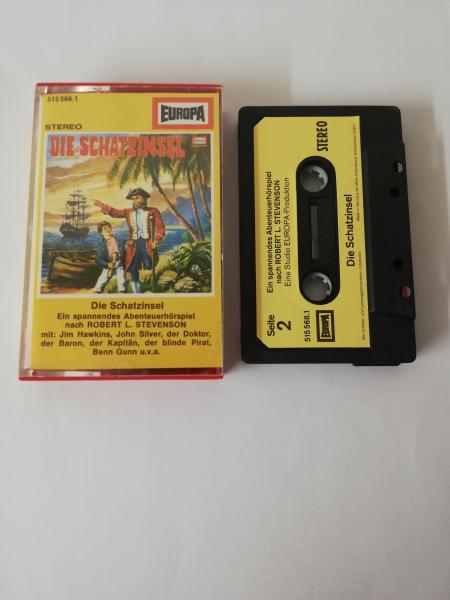 515 568.1
EUROPA
STEREO
DIE SCHATZINSEL
Die Schatzinsel
Ein spannendes Abenteuerhörspiel
nach ROBERT L. STEVENSON
mit: Jim Hawkins, John Silver, der Doktor,
der Baron, der Kapitän, der blinde Pirat,
Benn Gunn u.v.a.
STEREO
Ein spannendes Abenteuerhörspiel
nach ROBERT L. STEVENSON
Eine Studio EUROPA-Produktion
Seite
2
515 568.1
EUROPA
Die Schatzinsel